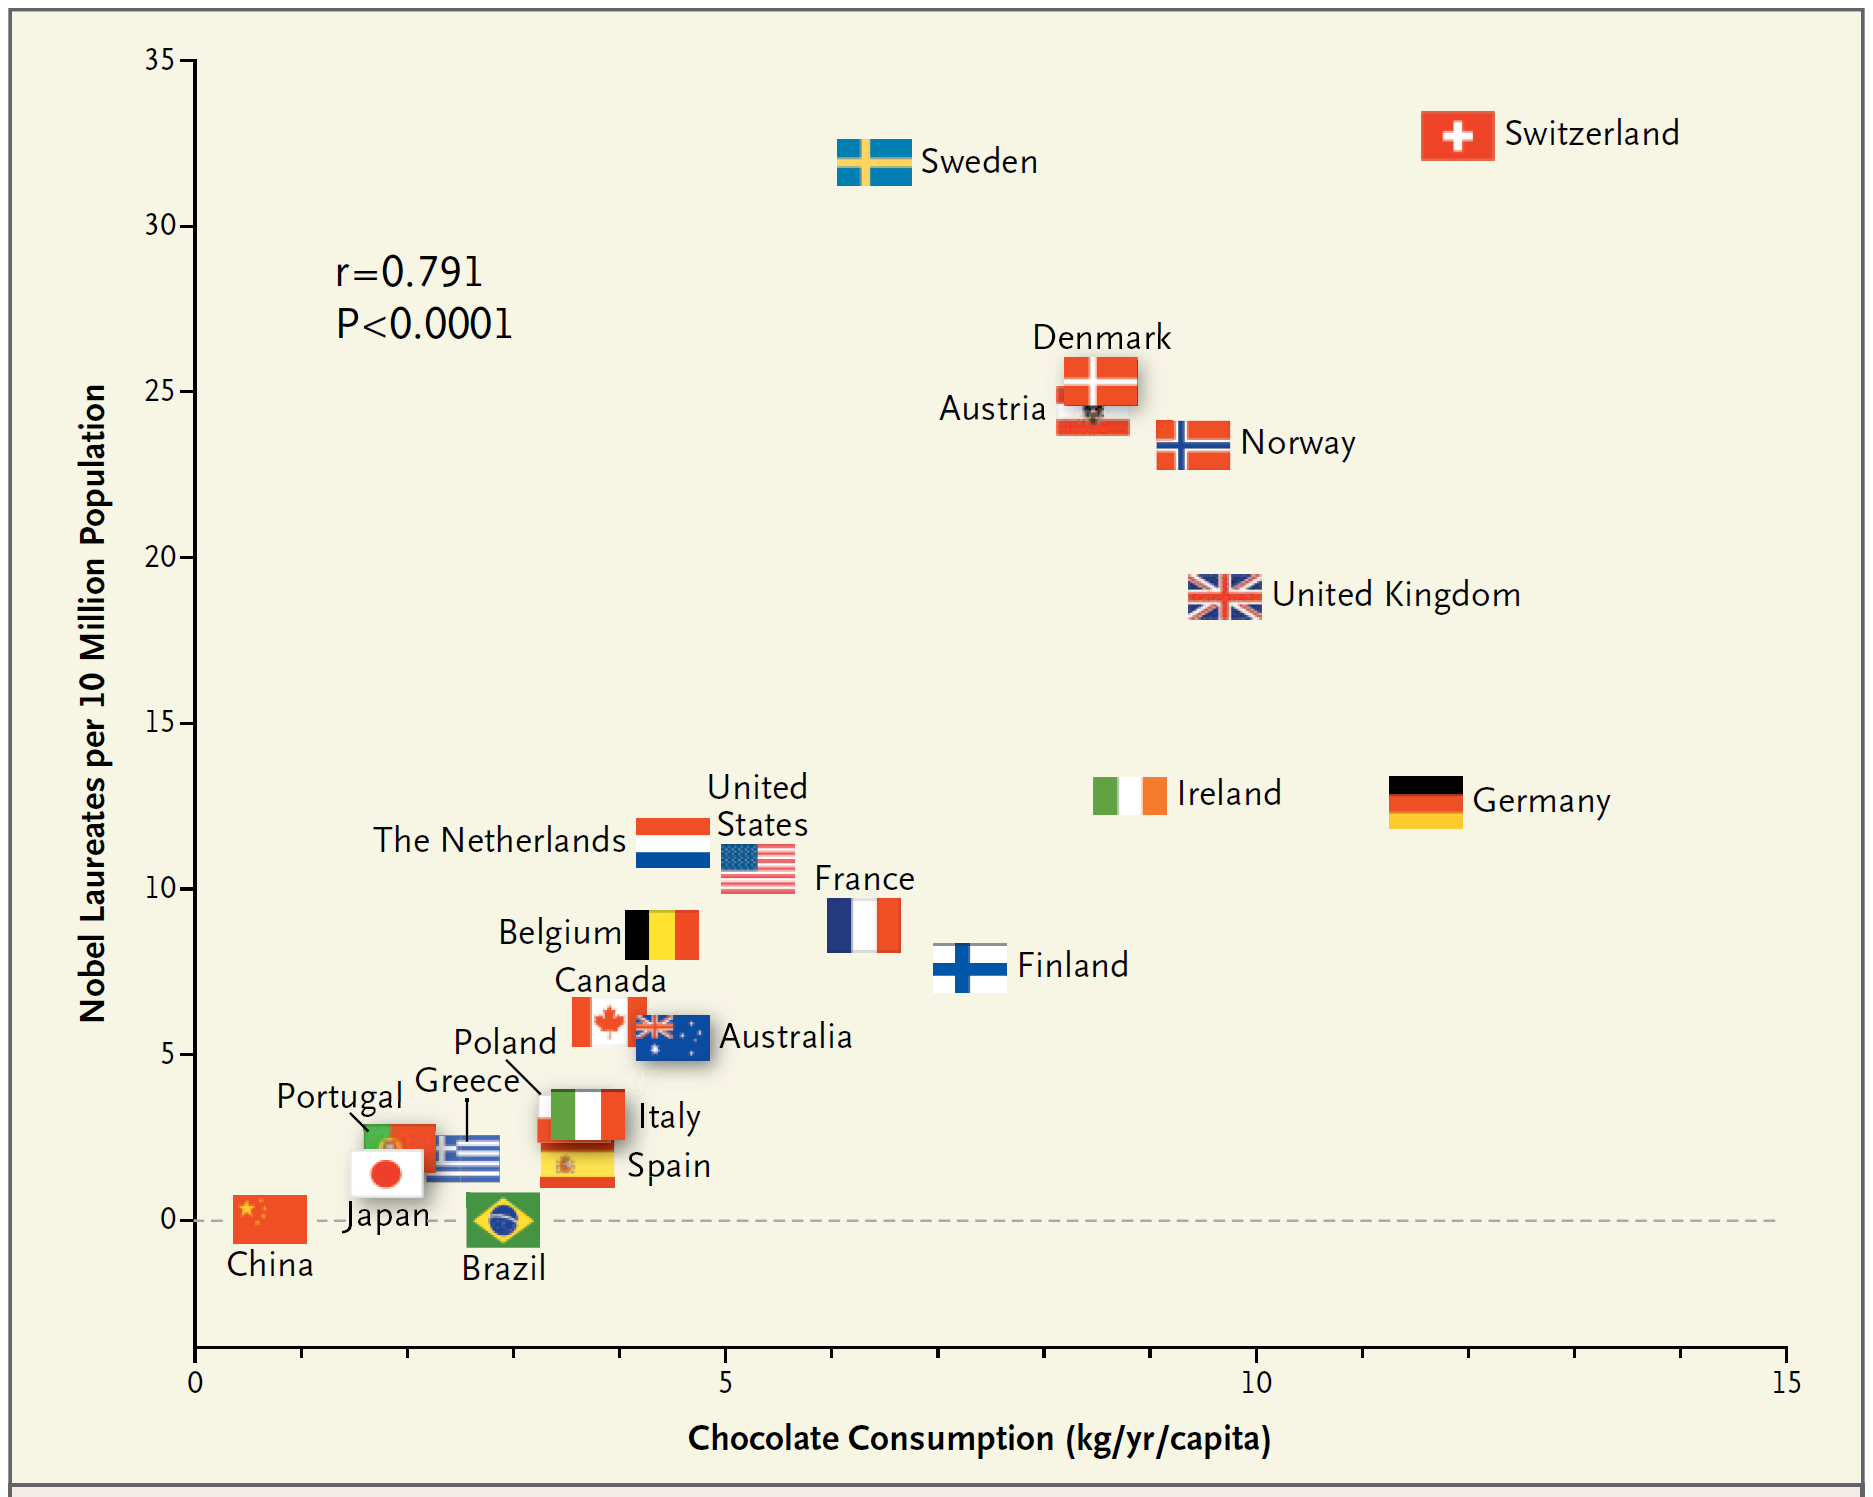 35
Switzerland
Sweden
30
r=0.791
P<0.0001
Denmark
25
Austria
Norway
20
United Kingdom
15
United
States
Ireland
Germany
The Netherlands
10
France
Belgium
Finland
Canada
5
Poland
Australia
Greece
Portugal
Italy
Spain
0
Japan
China
Brazil
0
5
10
15
Nobel Laureates per 10 Million Population
Chocolate Consumption (kg/yr/capita)